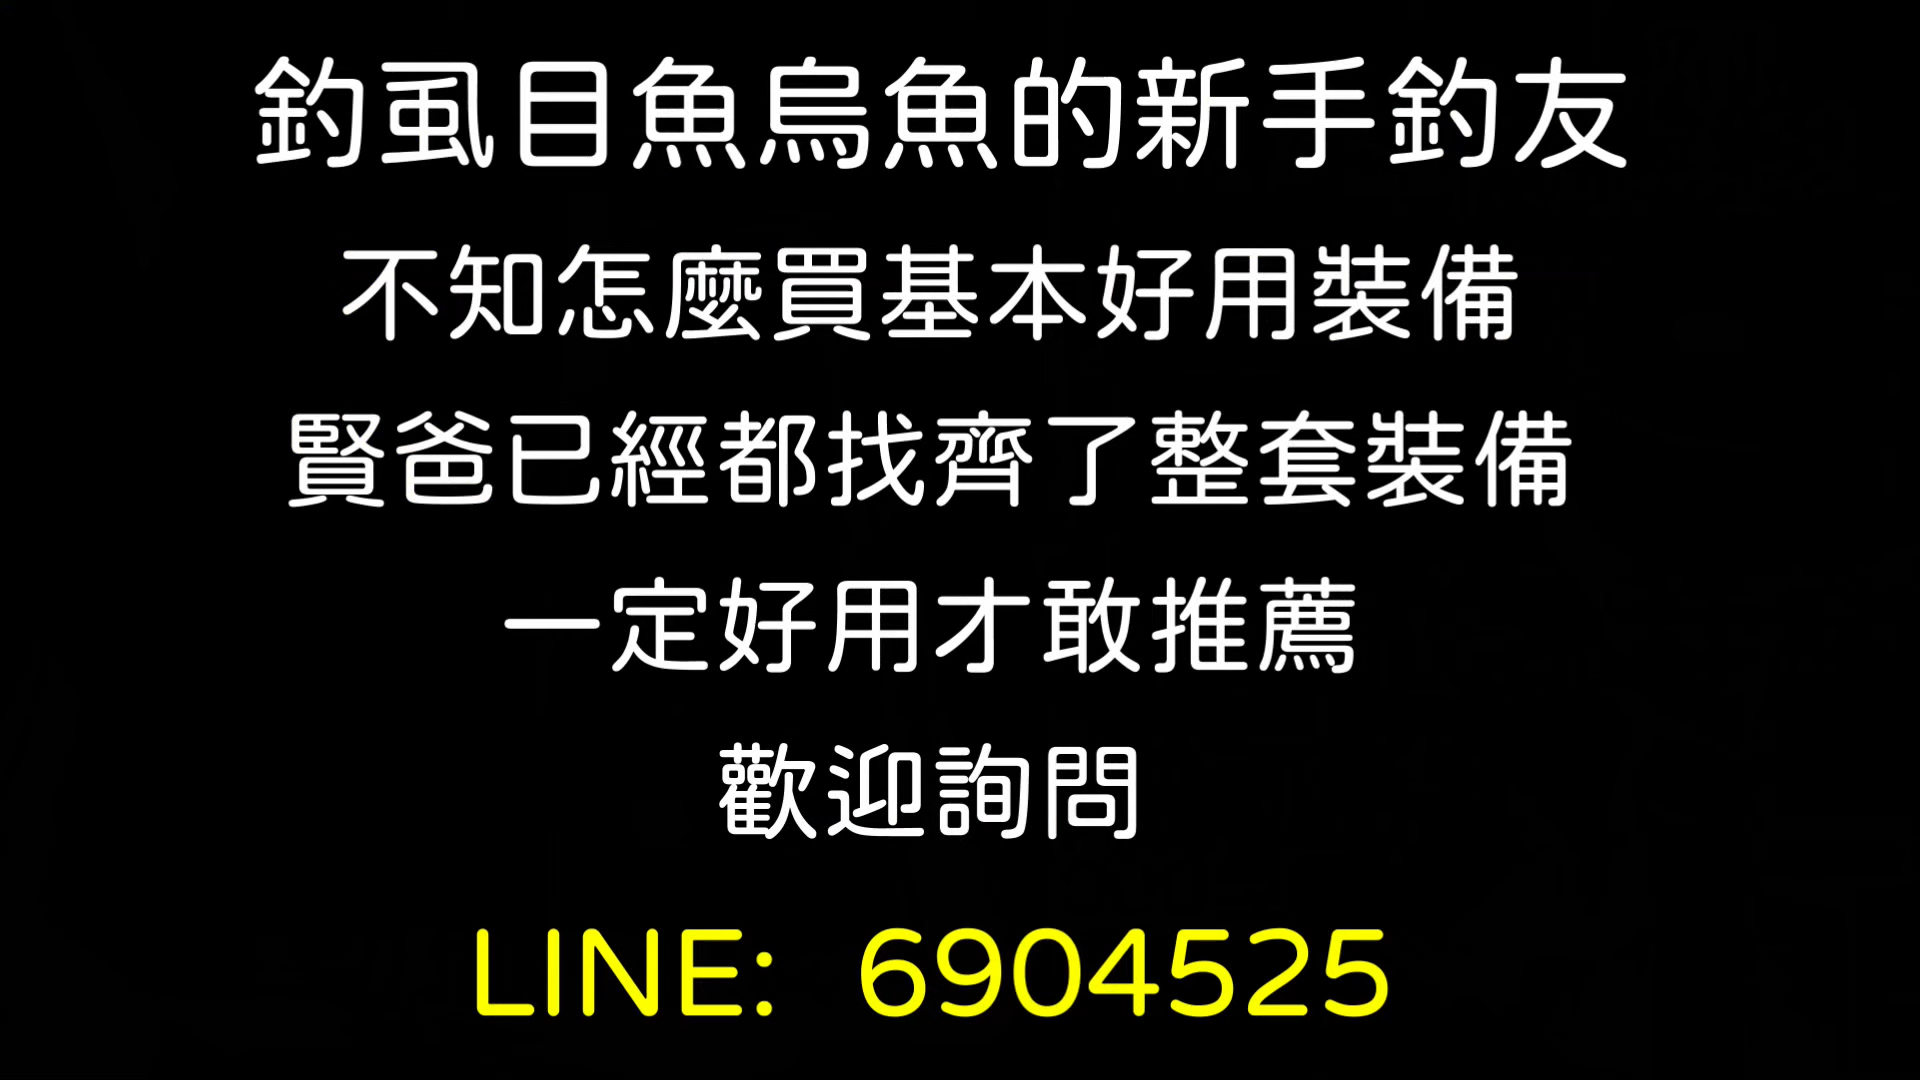 釣虱目魚烏魚的新手釣友
不知怎麼買基本好用裝備
賢爸已經都找齊了整套裝備
一定好用才敢推薦
歡迎詢問
LINE: 6904525